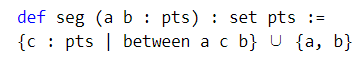 def seg (a b : pts) : set pts :=
{c : pts | between a c b} ∪ {a, b}